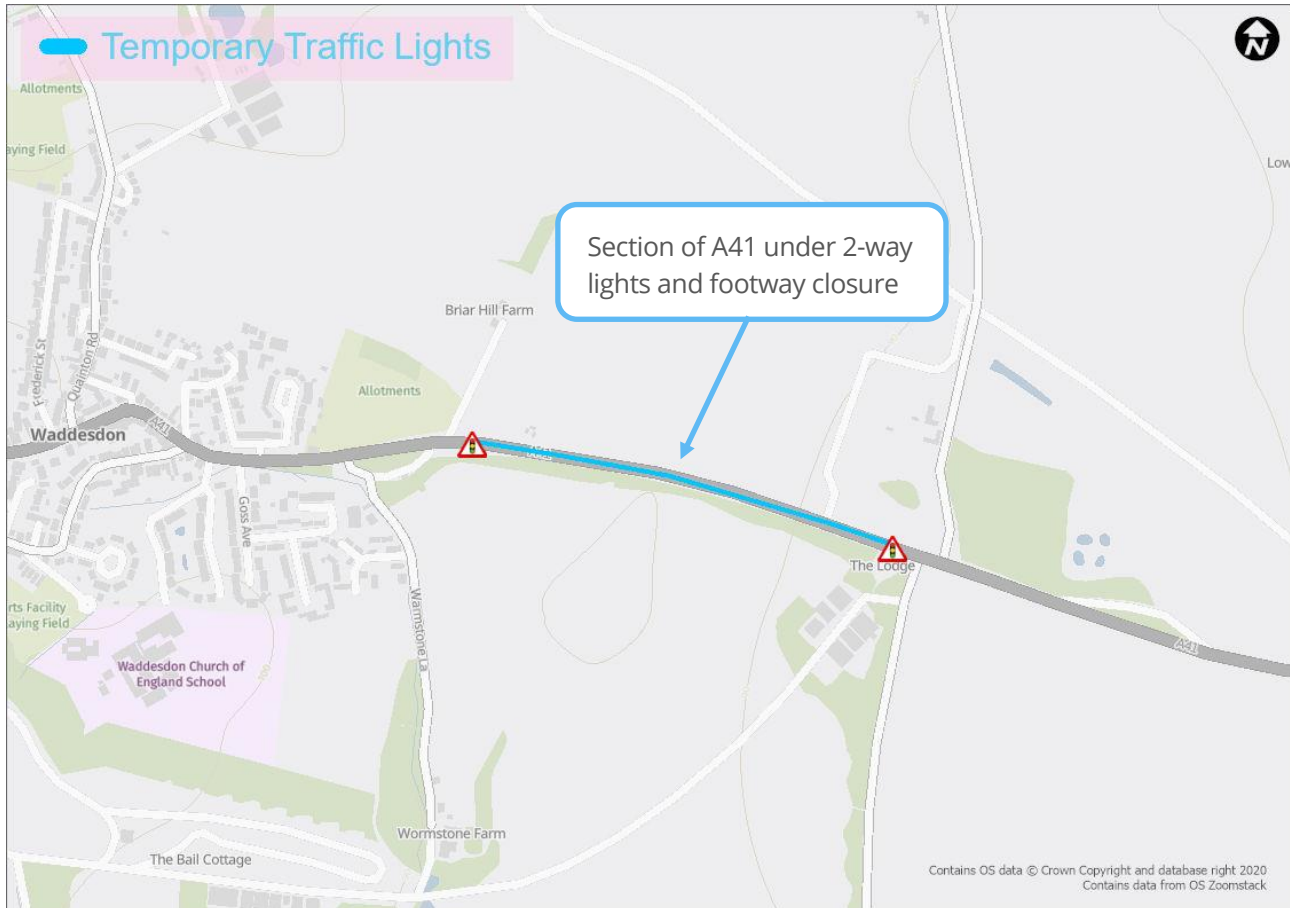 Temporary Traffic Lights
N
Allotments
aying Field
Low
Section of A41 under 2-way
lights and footway closure
Briar Hill Farm
Frederick St
Quainton Rd
Allotments
A41
Waddesdon
A41
Goss Ave
The Lodge
Warmstone La
A41
rts Facility
aying Field
Waddesdon Church of
England School
Wormstone Farm
The Bail Cottage
Contains OS data © Crown Copyright and database right 2020
Contains data from OS Zoomstack